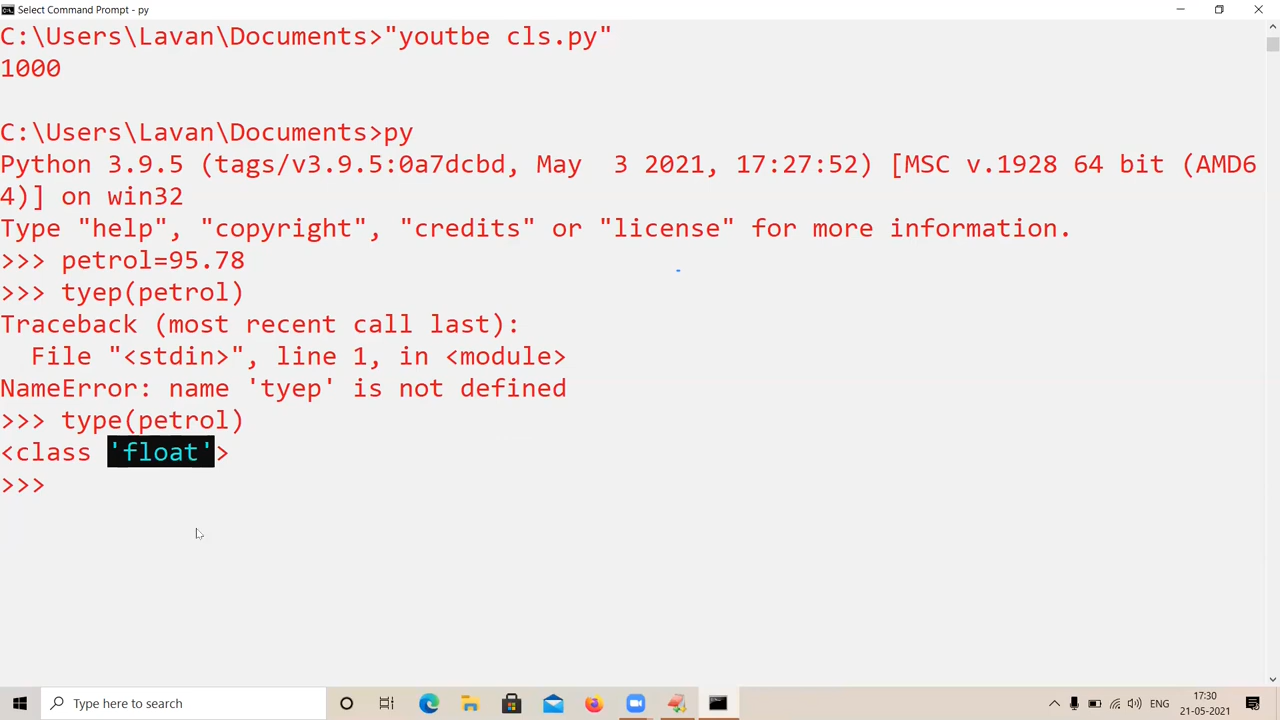 Select Command Prompt - py
C:\Users\Lavan\Documents>"youtbe cls.py"
1000
C:\Users\Lavan\Documents>py
Python 3.9.5 (tags/v3.9.5:0a7dcbd, May  3 2021, 17:27:52) [MSC v.1928 64 bit (AMD6
4)] on win32
Type "help", "copyright", "credits" or "license" for more information.
>>> petrol=95.78
>>> tyep(petrol)
Traceback (most recent call last):
  File "<stdin>", line 1, in <module>
NameError: name 'tyep' is not defined
>>> type(petrol)
<class 'float'>
>>>
Type here to search
ENG
17:30
21-05-2021